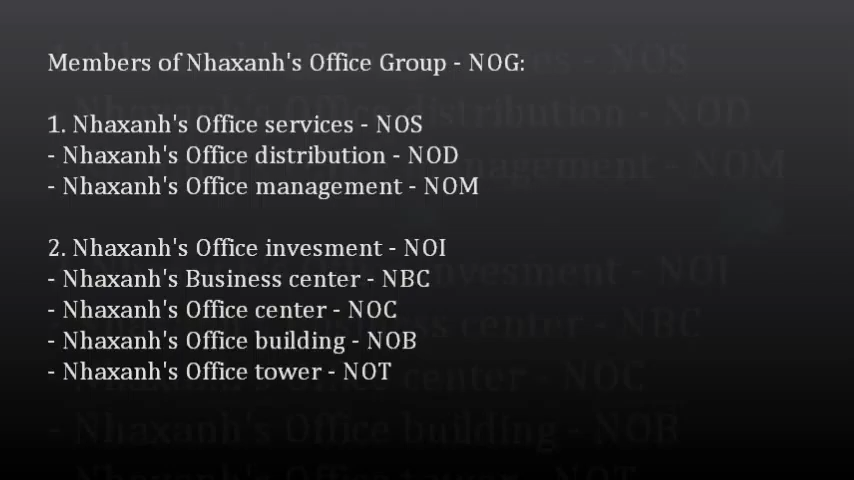 Members of Nhaxanh's Office Group - NOG:
1. Nhaxanh's Office services - NOS
- Nhaxanh's Office distribution - NOD
- Nhaxanh's Office management - NOM
2. Nhaxanh's Office invesment - NOI
- Nhaxanh's Business center - NBC
- Nhaxanh's Office center - NOC
- Nhaxanh's Office building - NOB
- Nhaxanh's Office tower - NOT